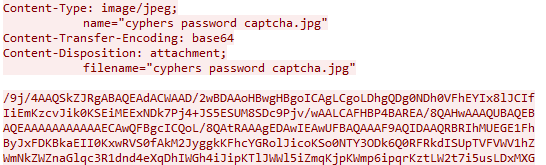 Content-Type: image/jpeg;
name="cyphers password captcha.jpg"
Content-Transfer-Encoding: base64
Content-Disposition: attachment;
filename="cyphers password captcha.jpg"
/9j/4AAQSkZJRgABAQEAdACWAAD/2wBDAAoHBwgHBgoICAgLCgoLDhgQDg0NDh0VFhEYIx8lJCIf
IiEmKzcvJik0KSEiMEExNDk7Pj4+JS5ESUM8SDc9Pjv/wAALCAFHBP4BAREA/8QAHwAAAQUBAQEB
AQEAAAAAAAAAAAECAwQFBgcICQoL/8QAtRAAAgEDAwIEAwUFBAQAAAF9AQIDAAQRBRIhMUEGE1Fh
ByJxFDKBkaEII0KxwRVS0fAkM2JyggkKFhcYGRolJicoKSo0NTY3ODk6Q0RFRkdISUpTVFVWV1hZ
WmNkZWZnaGlqc3R1dnd4eXqDhIWGh4iJipKTlJWWl5iZmqKjpKWmp6ipqrKztLW2t7i5usLDxMXG